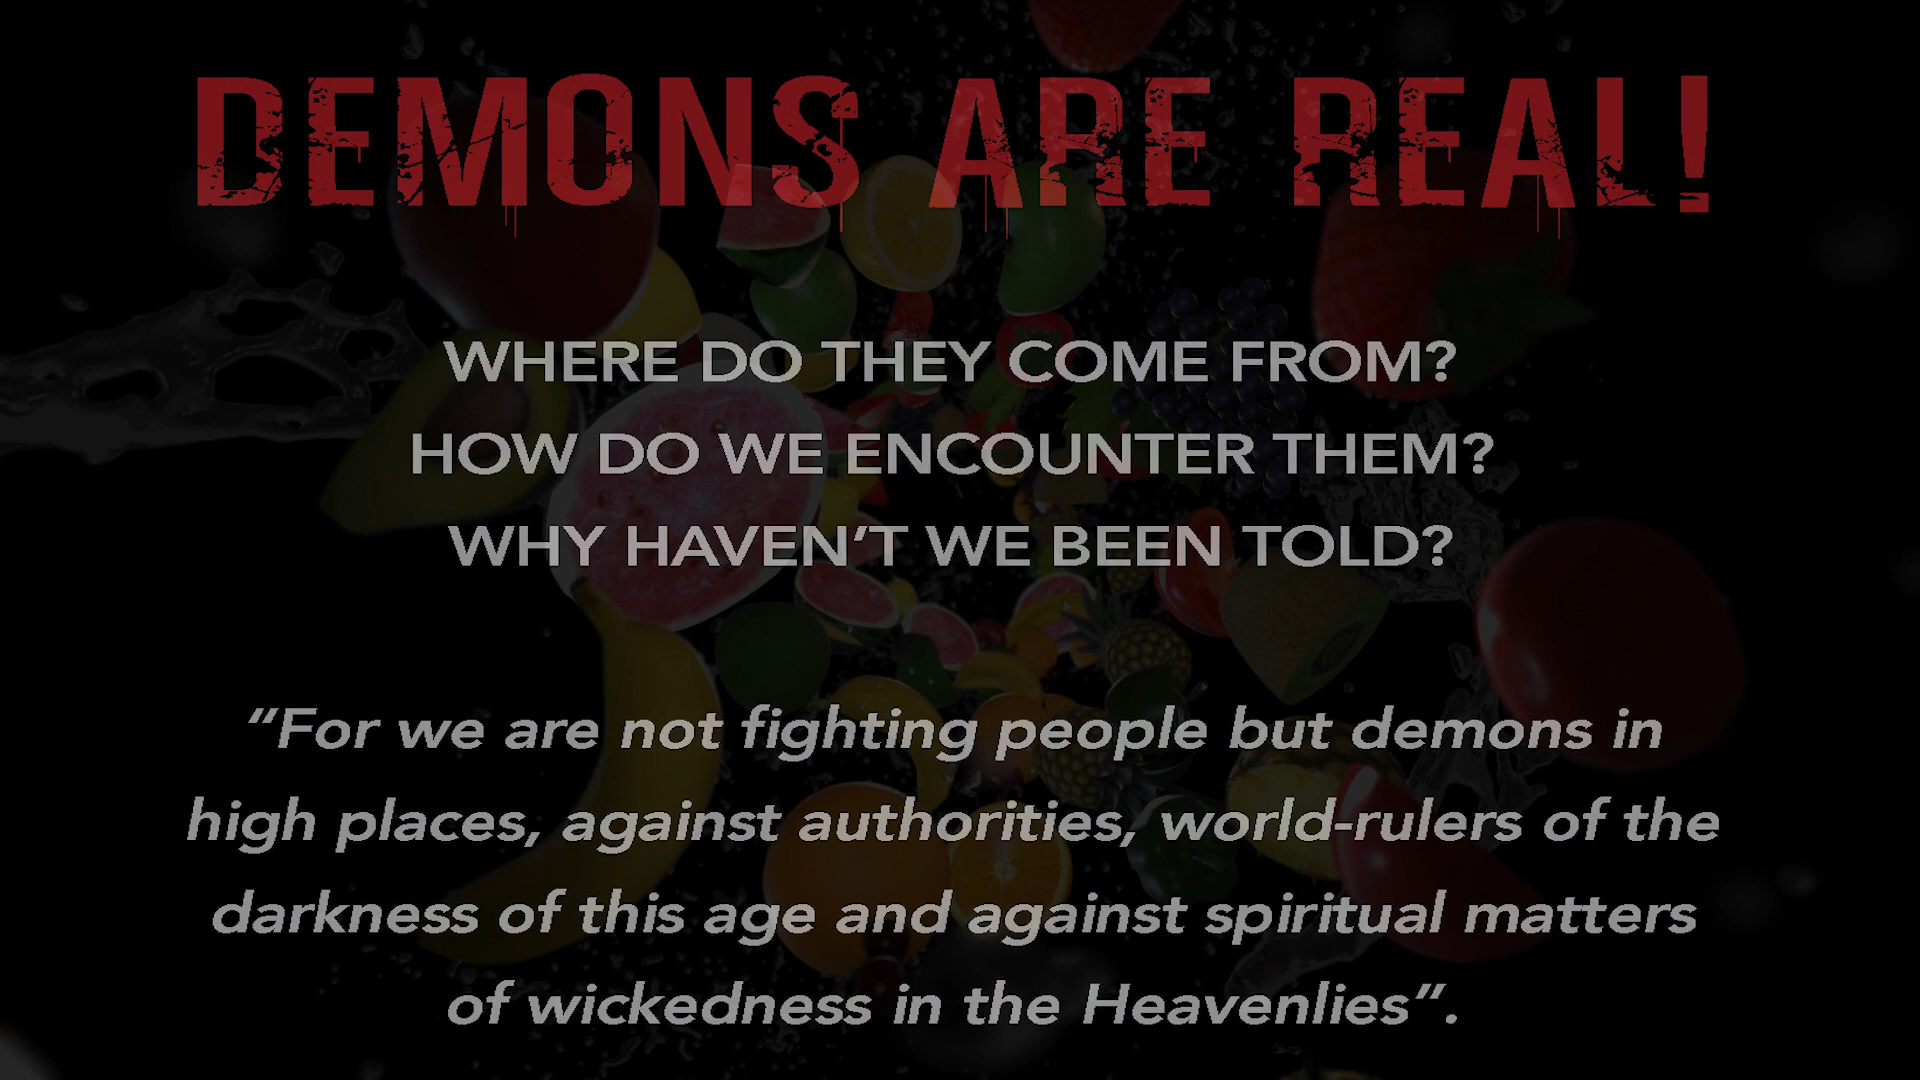 DEMONS ARE REAL!
WHERE DO THEY COME FROM?
HOW DO WE ENCOUNTER THEM?
WHY HAVEN'T WE BEEN TOLD?
"For we are not fighting people but demons in
high places, against authorities, world-rulers of the
darkness of this age and against spiritual matters
of wickedness in the Heavenlies".